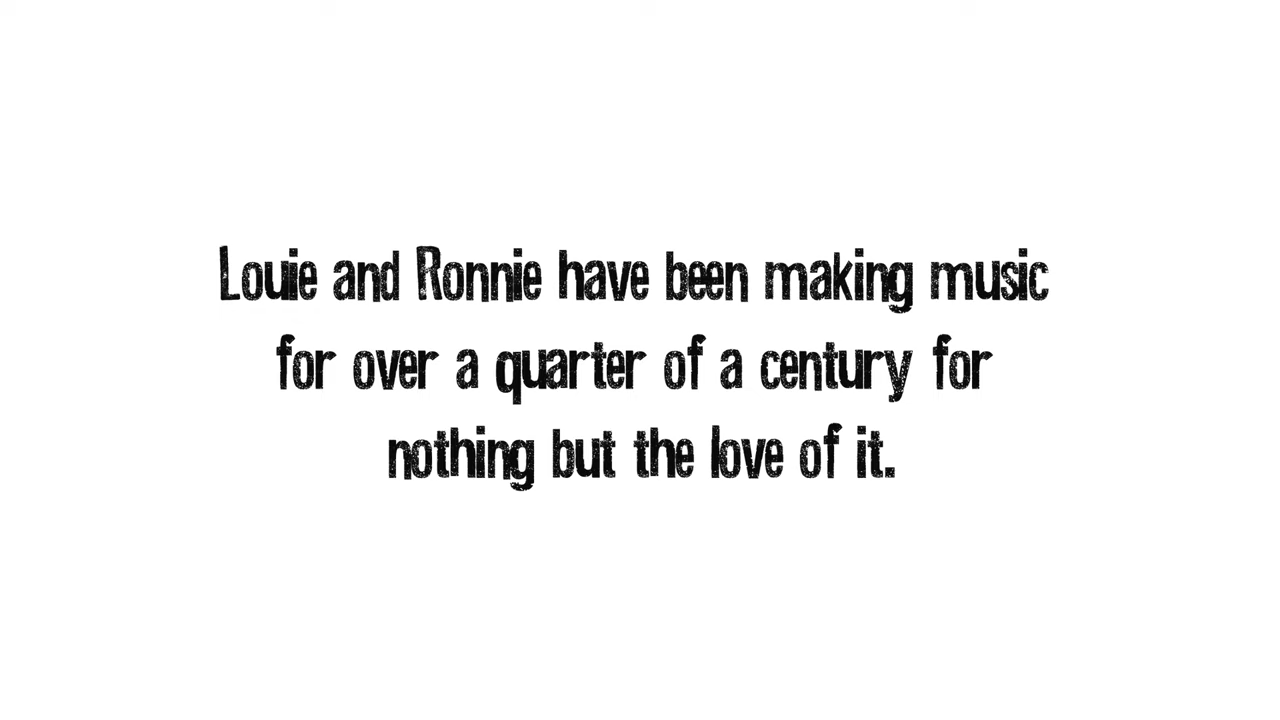 Louie and Ronnie have been making music
for over a quarter of a century for
nothing but the love of it.